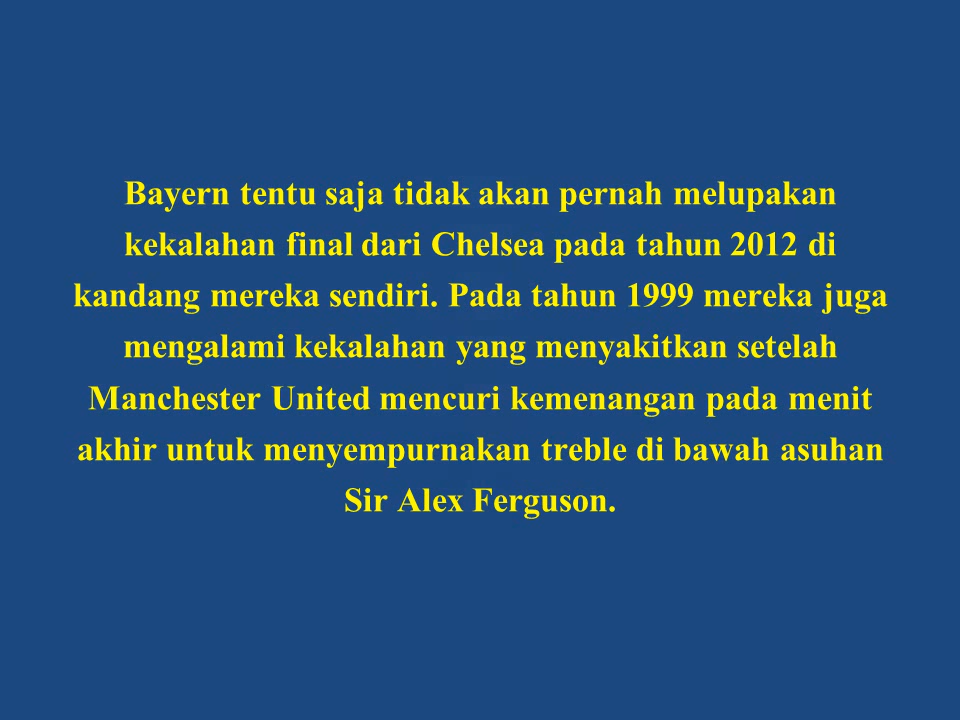 Bayern tentu saja tidak akan pernah melupakan
kekalahan final dari Chelsea pada tahun 2012 di
kandang mereka sendiri. Pada tahun 1999 mereka juga
mengalami kekalahan yang menyakitkan setelah
Manchester United mencuri kemenangan pada menit
akhir untuk menyempurnakan treble di bawah asuhan
Sir Alex Ferguson.